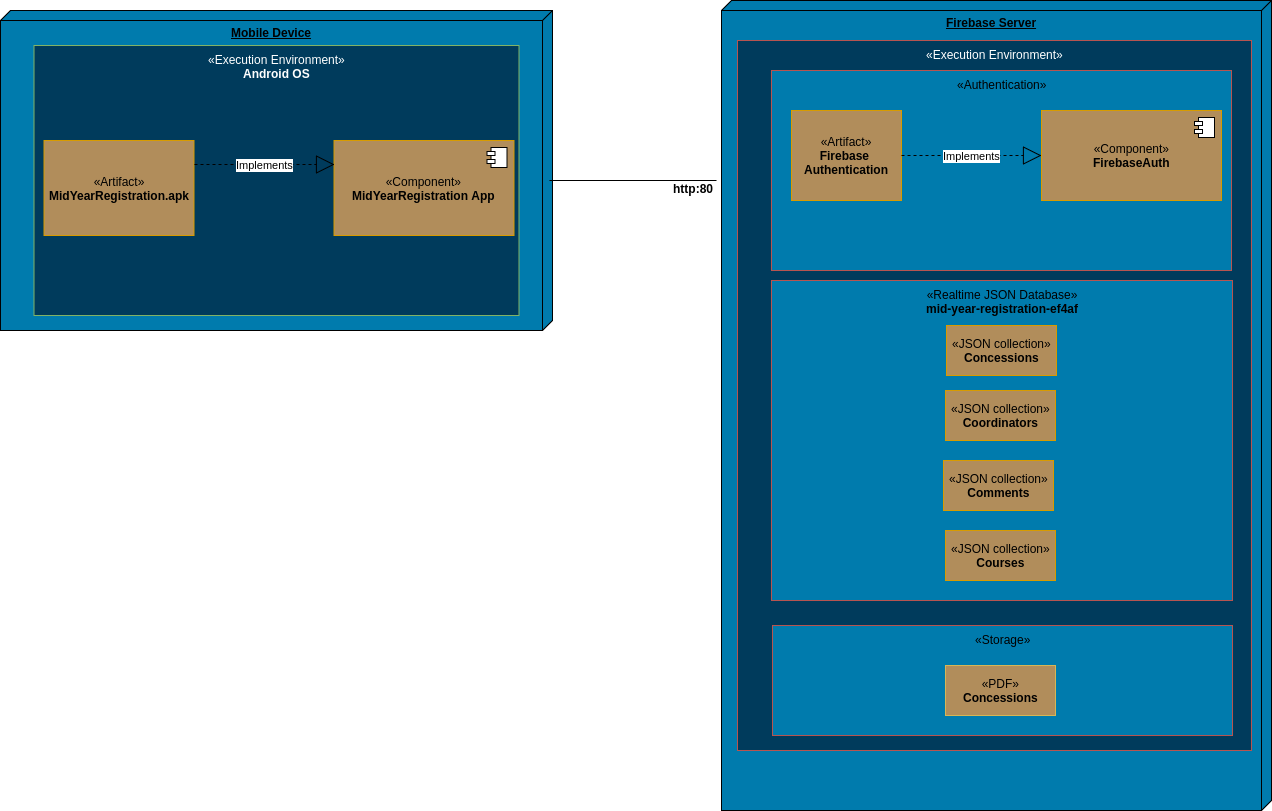 Mobile Device
«Execution Environment»
Android OS
«Artifact»
MidYearRegistration.apk
Implements
«Component»
MidYearRegistration App
http:80
Firebase Server
«Execution Environment»
«Authentication»
«Artifact»
Firebase
Authentication
Implements
«Component»
FirebaseAuth
«Realtime JSON Database»
mid-year-registration-ef4af
«JSON collection»
Concessions
«JSON collection»
Coordinators
«JSON collection»
Comments
«JSON collection»
Courses
«Storage»
«PDF»
Concessions